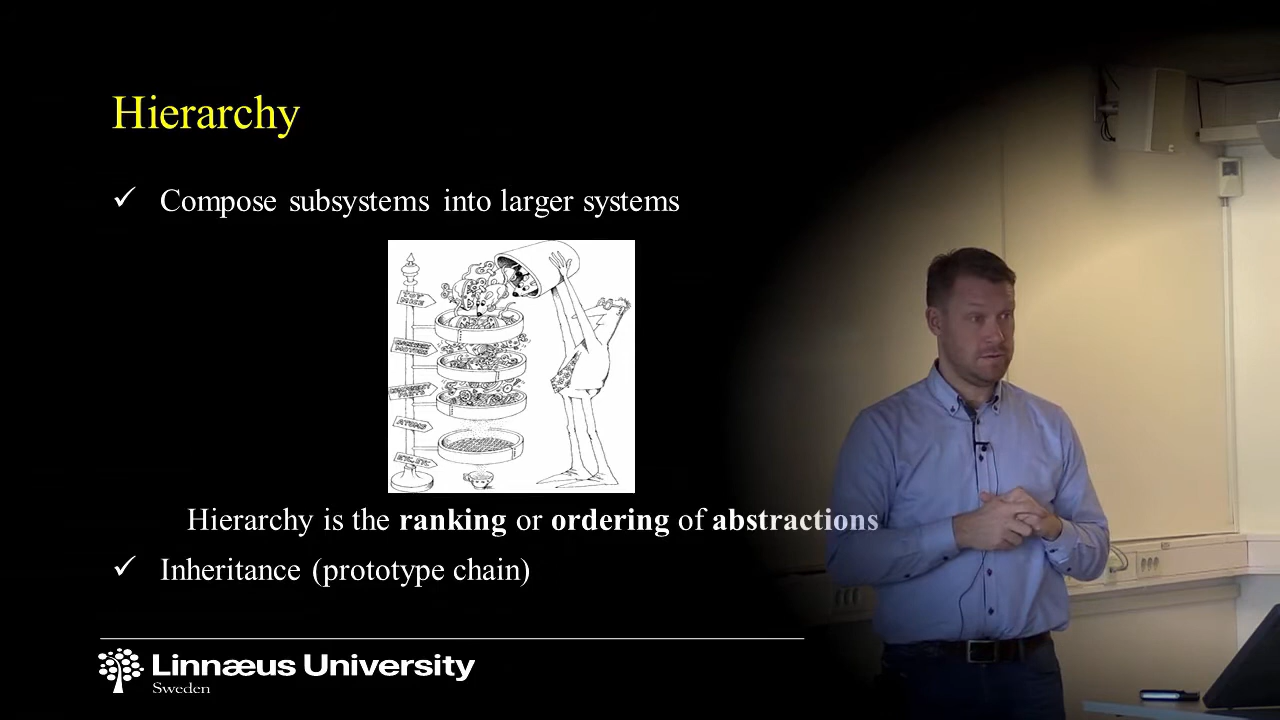 Hierarchy
✓ Compose subsystems into larger systems
ATOMS
Hierarchy is the ranking or ordering of abstractions
✓ Inheritance (prototype chain)
Linnæus University
Sweden